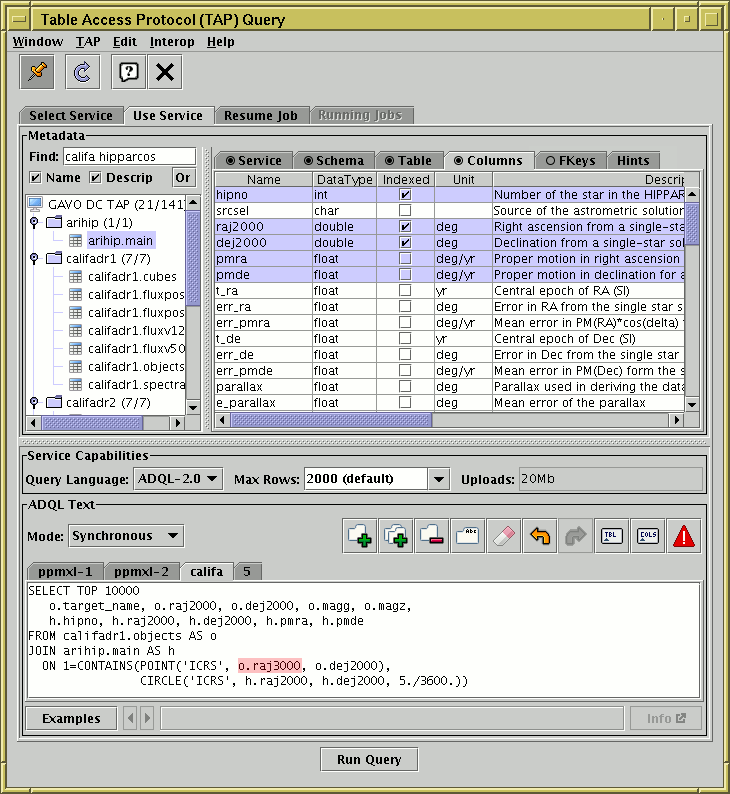 Table Access Protocol (TAP) Query
Window TAP Edit Interop Help
Select Service Use Service Resume Job Running Jobs
Metadata
Find: califa hipparcos
Name Descrip Or
GAVO DC TAP (21/141)
arihip (1/1)
arihip.main
califadr1 (7/7)
califadr1.cubes
califadr1.fluxpos
califadr1.fluxpos
califadr1.fluxv12
califadr1.fluxv50
califadr1.objects
califadr1.spectra
califadr2 (7/7)
Service Schema Table Columns FKeys Hints
Name DataType Indexed Unit Descrip
hipno int Number of the star in the HIPPAR
srcsel char Source of the astrometric solution
raj2000 double deg Right ascension from a single-sta
dej2000 double deg Declination from a single-star sol
pmra float deg/yr Proper motion in right ascension
pmde float deg/yr Proper motion in declination for a
t_ra float yr Central epoch of RA (SI)
err_ra float deg Error in RA from the single star s
err_pmra float deg/yr Mean error in PM(RA)*cos(delta)
t_de float yr Central epoch of Dec (SI)
err_de float deg Error in Dec from the single star
err_pmde float deg/yr Mean error in PM(Dec) form the s
parallax float deg Parallax used in deriving the data
e_parallax float deg Mean error of the parallax
Service Capabilities
Query Language: ADQL-2.0 Max Rows: 2000 (default) Uploads: 20Mb
ADQL Text
Mode: Synchronous
Abc TBL COLS
ppmxl-1 ppmxl-2 califa 5
SELECT TOP 10000
o.target_name, o.raj2000, o.dej2000, o.magg, o.magz,
h.hipno, h.raj2000, h.dej2000, h.pmra, h.pmde
FROM califadr1.objects AS o
JOIN arihip.main AS h
ON 1=CONTAINS(POINT('ICRS', o.raj3000, o.dej2000),
CIRCLE('ICRS', h.raj2000, h.dej2000, 5./3600.))
Examples Info
Run Query